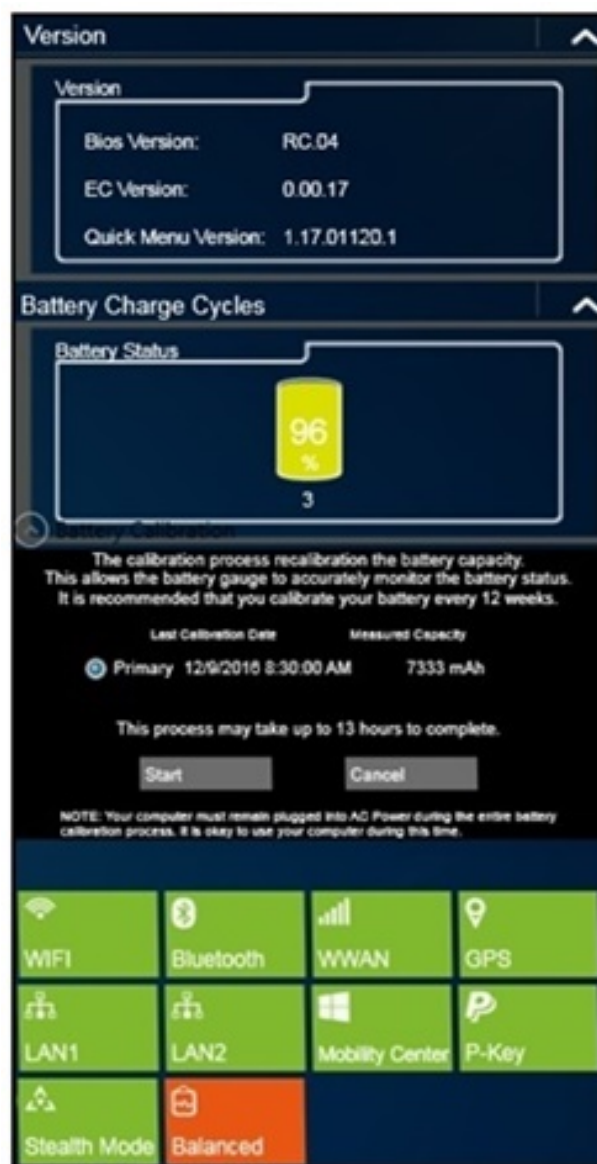 Version
Version
Bios Version: RC.04
EC Version: 0.00.17
Quick Menu Version: 1.17.01120.1
Battery Charge Cycles
Battery Status
96
%
3
Battery Calibration
The calibration process recalibration the battery capacity.
This allows the battery gauge to accurately monitor the battery status.
It is recommended that you calibrate your battery every 12 weeks.
Last Calibration Date Measured Capacity
Primary 12/9/2016 8:30:00 AM 7333 mAh
This process may take up to 13 hours to complete.
Start Cancel
NOTE: Your computer must remain plugged into AC Power during the entire battery
calibration process. It is okay to use your computer during this time.
WIFI Bluetooth WWAN GPS
LAN1 LAN2 Mobility Center P-Key
Stealth Mode Balanced